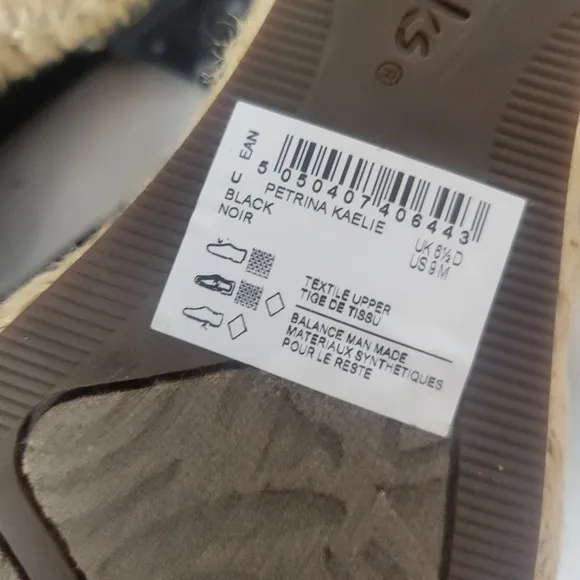 ks
EAN
5 050407 406443
U PETRINA KAELIE
BLACK
NOIR
UK 6½ D
US 9 M
TEXTILE UPPER
TIGE DE TISSU
BALANCE MAN MADE
MATERIAUX SYNTHETIQUES
POUR LE RESTE